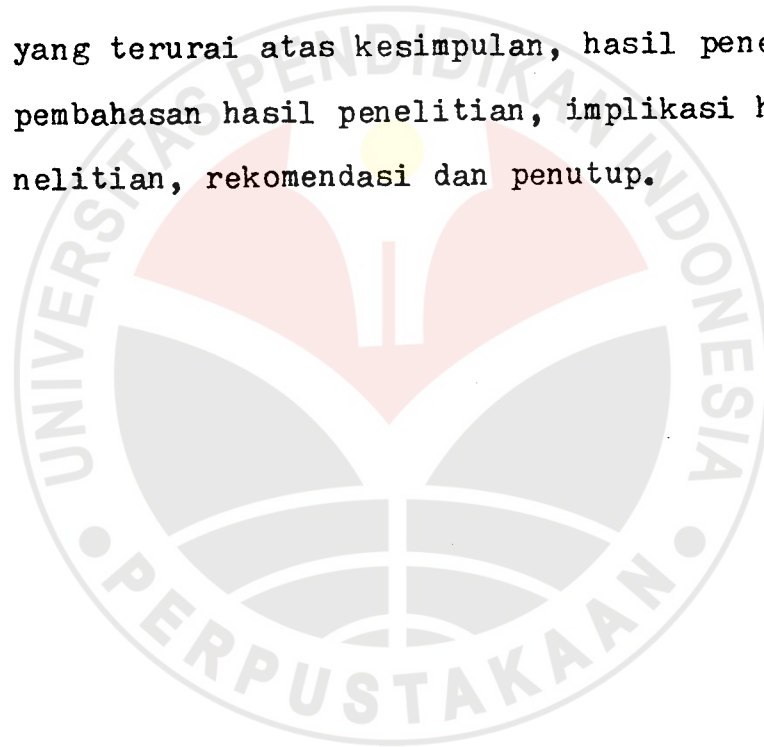 yang terurai atas kesimpulan, hasil pene
pembahasan hasil penelitian, implikasi h
nelitian, rekomendasi dan penutup.
UNIVERSITAS PENDIDIKAN INDONESIA
PERPUSTAKAAN